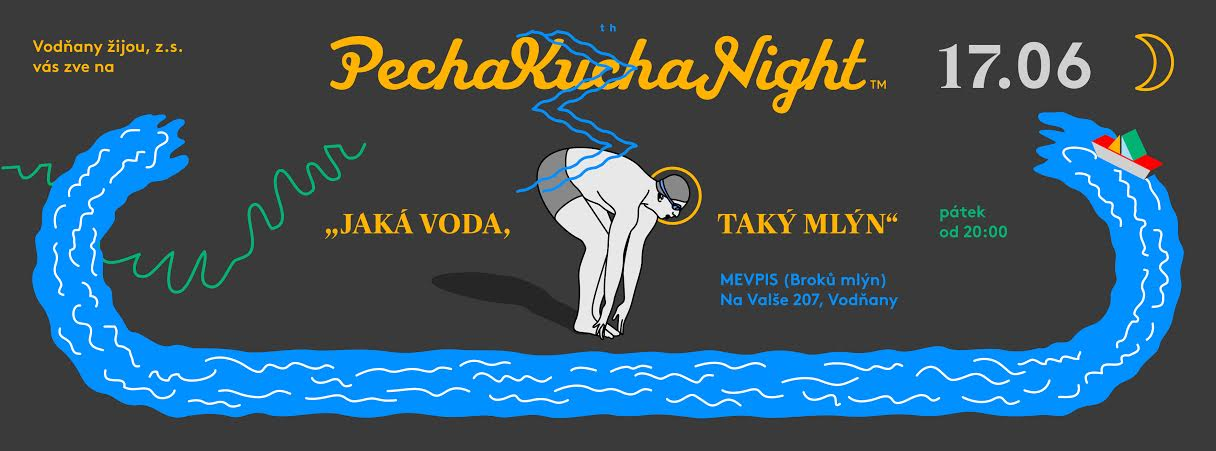 Vodňany žijou, z.s.
vás zve na
th
PechaKuchaNight™
17.06
„JAKÁ VODA,
TAKÝ MLÝN“
pátek
od 20:00
MEVPIS (Broků mlýn)
Na Valše 207, Vodňany